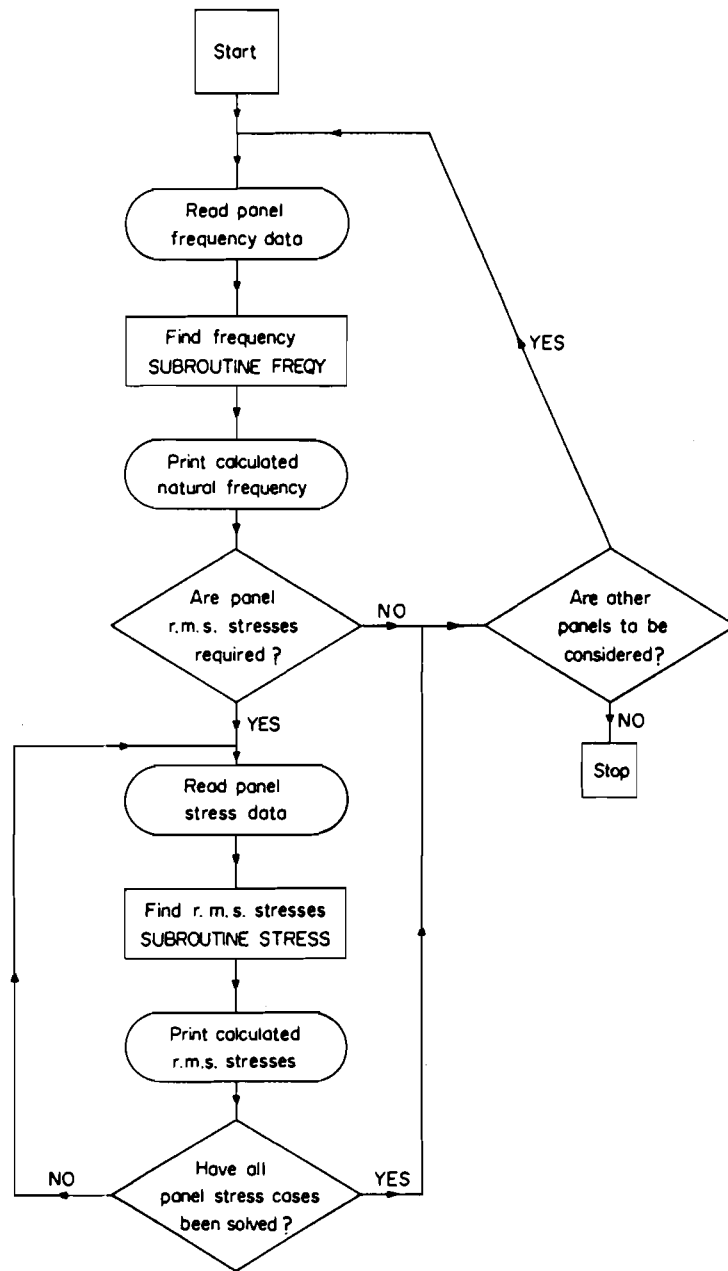 Start
Read panel
frequency data
Find frequency
SUBROUTINE FREQY
Print calculated
natural frequency
Are panel
r.m.s. stresses
required?
NO
YES
Are other
panels to be
considered?
YES
NO
Stop
Read panel
stress data
Find r.m.s. stresses
SUBROUTINE STRESS
Print calculated
r.m.s. stresses
Have all
panel stress cases
been solved?
NO
YES